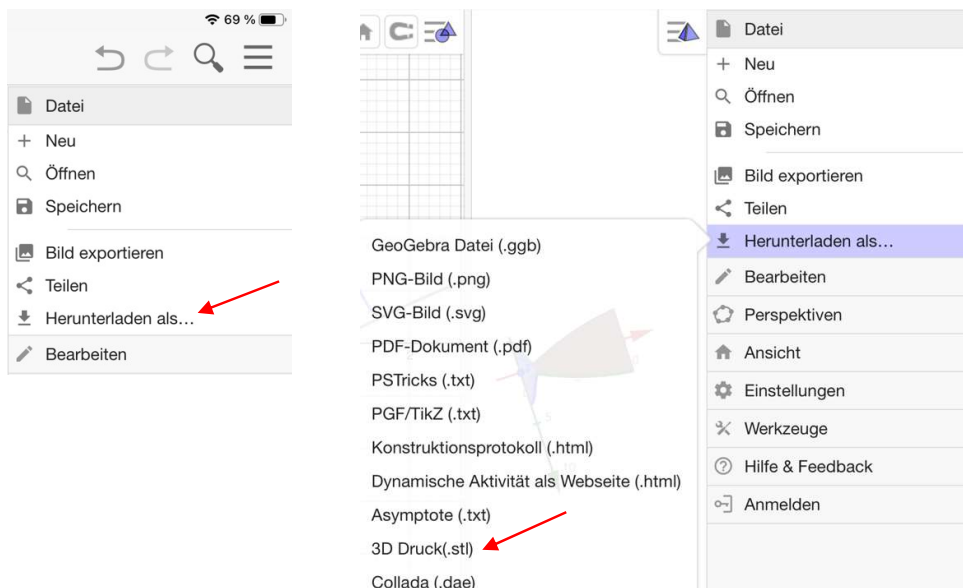 69 %
Datei
Neu
Öffnen
Speichern
Bild exportieren
Teilen
Herunterladen als...
Bearbeiten
GeoGebra Datei (.ggb)
PNG-Bild (.png)
SVG-Bild (.svg)
PDF-Dokument (.pdf)
PSTricks (.txt)
PGF/TikZ (.txt)
Konstruktionsprotokoll (.html)
Dynamische Aktivität als Webseite (.html)
Asymptote (.txt)
3D Druck(.stl)
Collada (.dae)
Datei
Neu
Öffnen
Speichern
Bild exportieren
Teilen
Herunterladen als...
Bearbeiten
Perspektiven
Ansicht
Einstellungen
Werkzeuge
Hilfe & Feedback
Anmelden